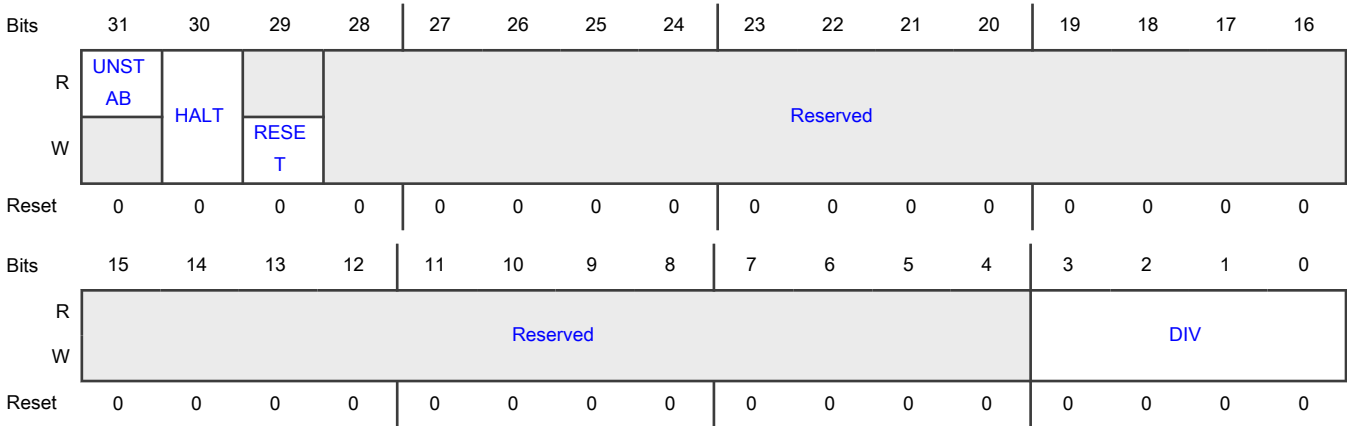 Bits 31 30 29 28 27 26 25 24 23 22 21 20 19 18 17 16
R UNST
AB
HALT Reserved
W RESE
T
Reset 0 0 0 0 0 0 0 0 0 0 0 0 0 0 0 0
Bits 15 14 13 12 11 10 9 8 7 6 5 4 3 2 1 0
R
Reserved DIV
W
Reset 0 0 0 0 0 0 0 0 0 0 0 0 0 0 0 0